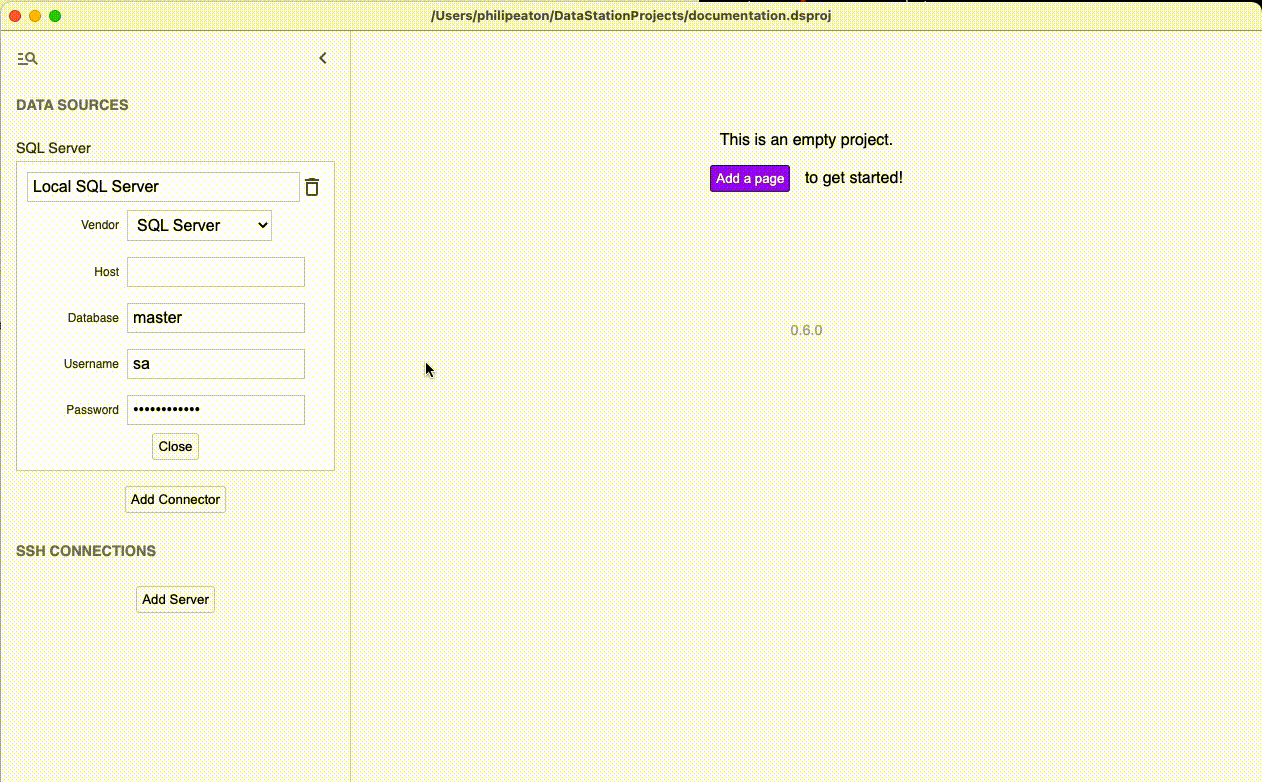 /Users/philipeaton/DataStationProjects/documentation.dsproj
DATA SOURCES
SQL Server
Local SQL Server
Vendor SQL Server
Host
Database master
Username sa
Password ••••••••••••
Close
Add Connector
SSH CONNECTIONS
Add Server
This is an empty project.
Add a page to get started!
0.6.0